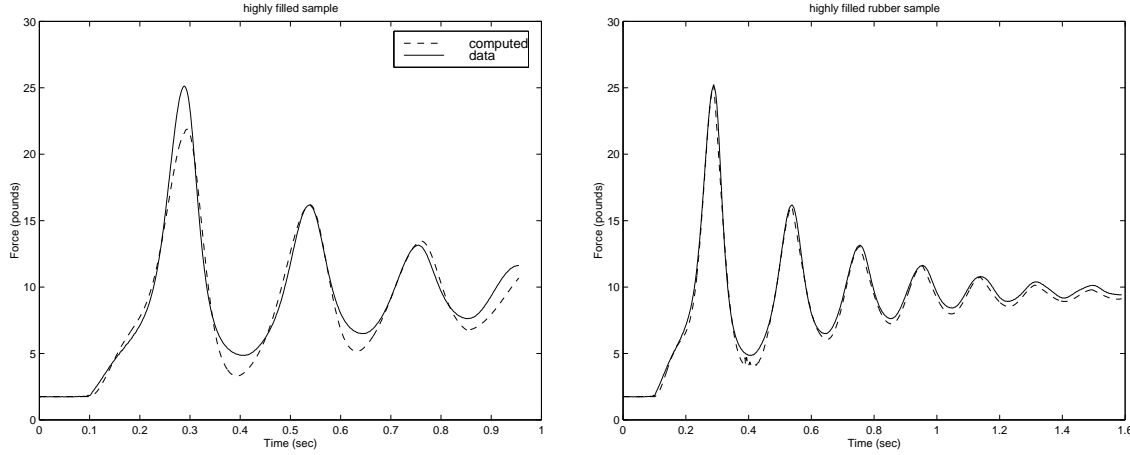 highly filled sample
30
25
20
15
10
5
0
Force (pounds)
computed
data
0 0.1 0.2 0.3 0.4 0.5 0.6 0.7 0.8 0.9 1
Time (sec)
highly filled rubber sample
30
25
20
15
10
5
0
Force (pounds)
0 0.2 0.4 0.6 0.8 1 1.2 1.4 1.6
Time (sec)